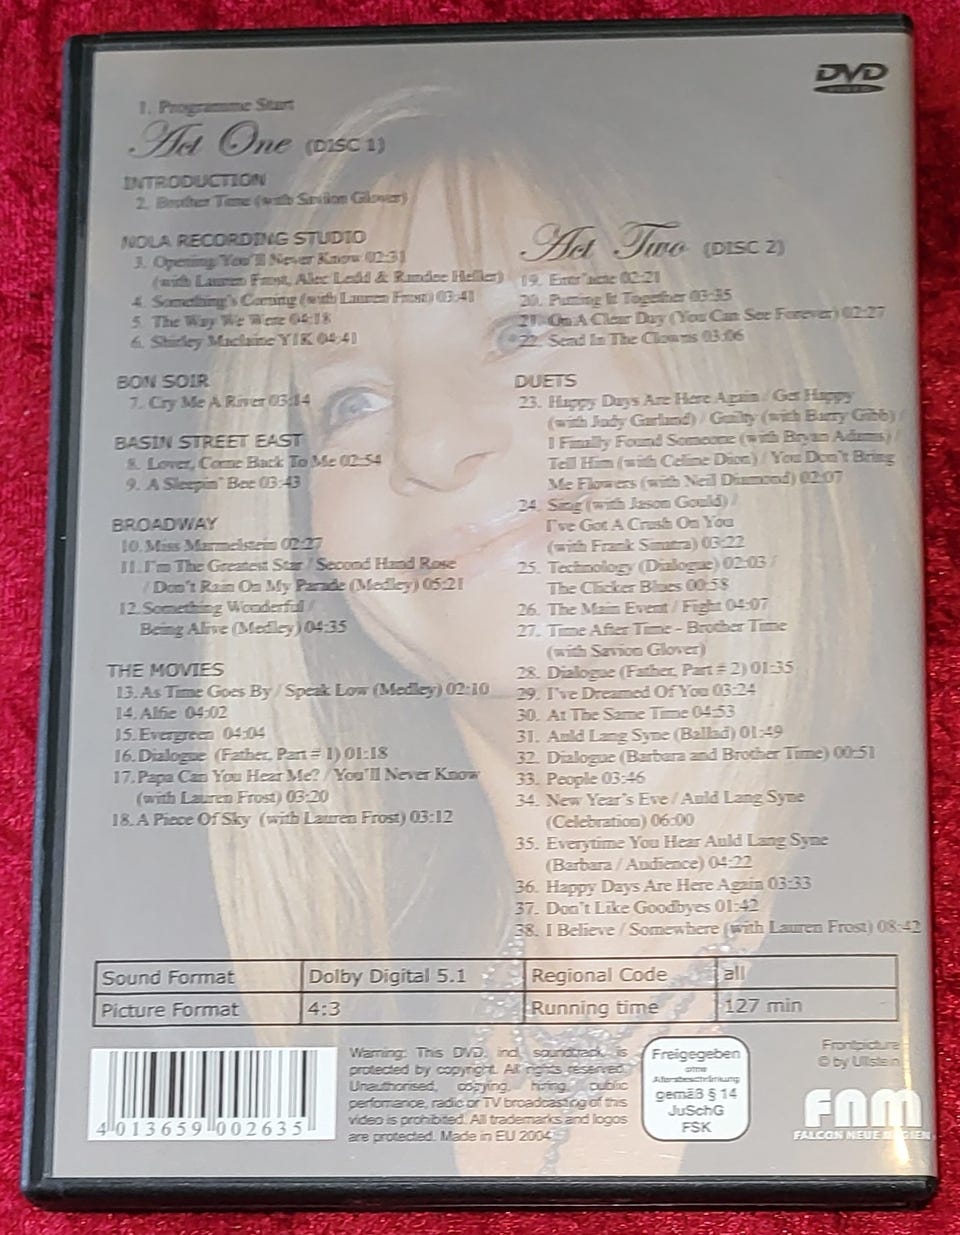 DVD
VIDEO
1. Programme Start
Act One (DISC 1)
INTRODUCTION
2. Brother Time (with Savion Glover)
NOLA RECORDING STUDIO
3. Opening/You'll Never Know 02:31
(with Lauren Frost, Alec Ledd & Randee Heller)
4. Something's Coming (with Lauren Frost) 03:41
5. The Way We Were 04:18
6. Shirley Maclaine Y1K 04:41
BON SOIR
7. Cry Me A River 03:14
BASIN STREET EAST
8. Lover, Come Back To Me 02:54
9. A Sleepin' Bee 03:43
BROADWAY
10. Miss Marmelstein 02:27
11. I'm The Greatest Star / Second Hand Rose
/ Don't Rain On My Parade (Medley) 05:21
12. Something Wonderful /
Being Alive (Medley) 04:35
THE MOVIES
13. As Time Goes By / Speak Low (Medley) 02:10
14. Alfie 04:02
15. Evergreen 04:04
16. Dialogue (Father, Part # 1) 01:18
17. Papa Can You Hear Me? / You'll Never Know
(with Lauren Frost) 03:20
18. A Piece Of Sky (with Lauren Frost) 03:12
Act Two (DISC 2)
19. Entr'acte 02:21
20. Putting It Together 03:35
21. On A Clear Day (You Can See Forever) 02:27
22. Send In The Clowns 03:06
DUETS
23. Happy Days Are Here Again / Get Happy
(with Judy Garland) / Guilty (with Barry Gibb) /
I Finally Found Someone (with Bryan Adams) /
Tell Him (with Celine Dion) / You Don't Bring
Me Flowers (with Neil Diamond) 02:07
24. Sing (with Jason Gould) /
I've Got A Crush On You
(with Frank Sinatra) 03:22
25. Technology (Dialogue) 02:03 /
The Clicker Blues 00:58
26. The Main Event / Fight 04:07
27. Time After Time - Brother Time
(with Savion Glover)
28. Dialogue (Father, Part # 2) 01:35
29. I've Dreamed Of You 03:24
30. At The Same Time 04:53
31. Auld Lang Syne (Ballad) 01:49
32. Dialogue (Barbara and Brother Time) 00:51
33. People 03:46
34. New Year's Eve / Auld Lang Syne
(Celebration) 06:00
35. Everytime You Hear Auld Lang Syne
(Barbara / Audience) 04:22
36. Happy Days Are Here Again 03:33
37. Don't Like Goodbyes 01:42
38. I Believe / Somewhere (with Lauren Frost) 08:42
Sound Format Dolby Digital 5.1 Regional Code all
Picture Format 4:3 Running time 127 min
4 013659 002635
Warning: This DVD, incl. soundtrack, is
protected by copyright. All rights reserved.
Unauthorised, copying, hiring, public
perfomance, radio or TV broadcasting of this
video is prohibited. All trademarks and logos
are protected. Made in EU 2004
Freigegeben
ohne
Altersbeschränkung
gemäß § 14
JuSchG
FSK
Frontpicture
© by Ullstein
FNM
FALCON NEUE MEDIEN